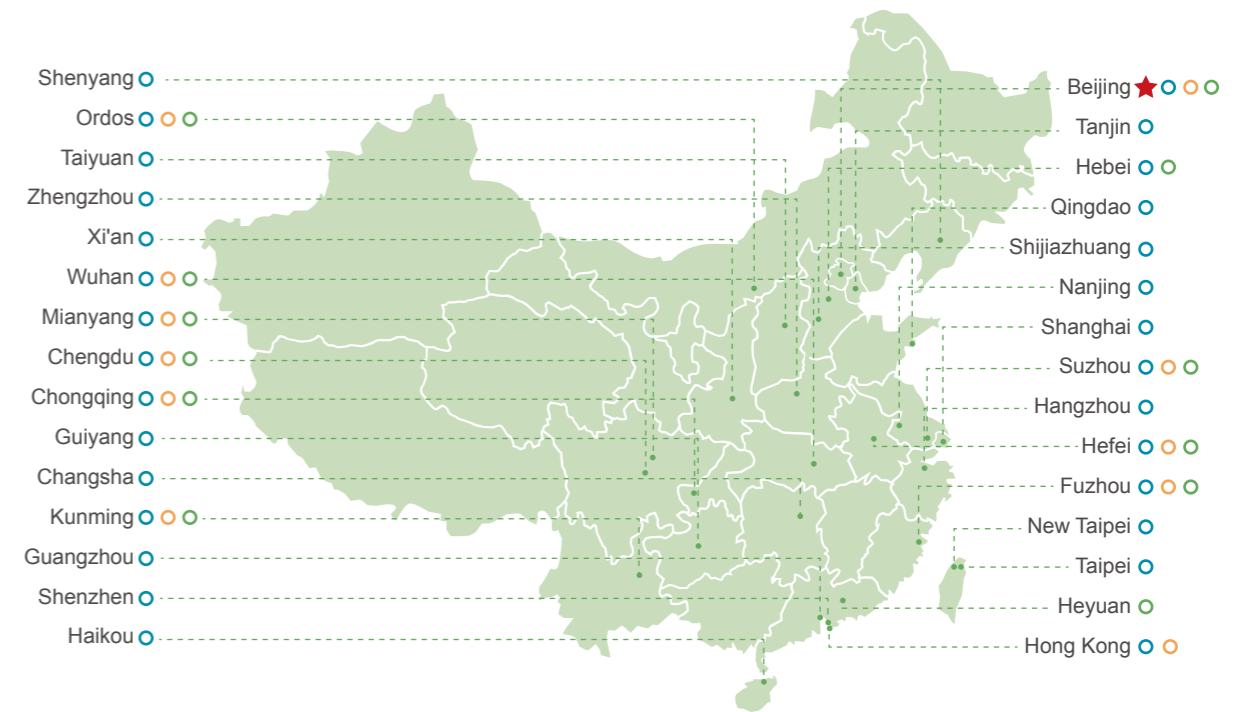 Shenyang
Ordos
Taiyuan
Zhengzhou
Xi'an
Wuhan
Mianyang
Chengdu
Chongqing
Guiyang
Changsha
Kunming
Guangzhou
Shenzhen
Haikou
Beijing
Tanjin
Hebei
Qingdao
Shijiazhuang
Nanjing
Shanghai
Suzhou
Hangzhou
Hefei
Fuzhou
New Taipei
Taipei
Heyuan
Hong Kong